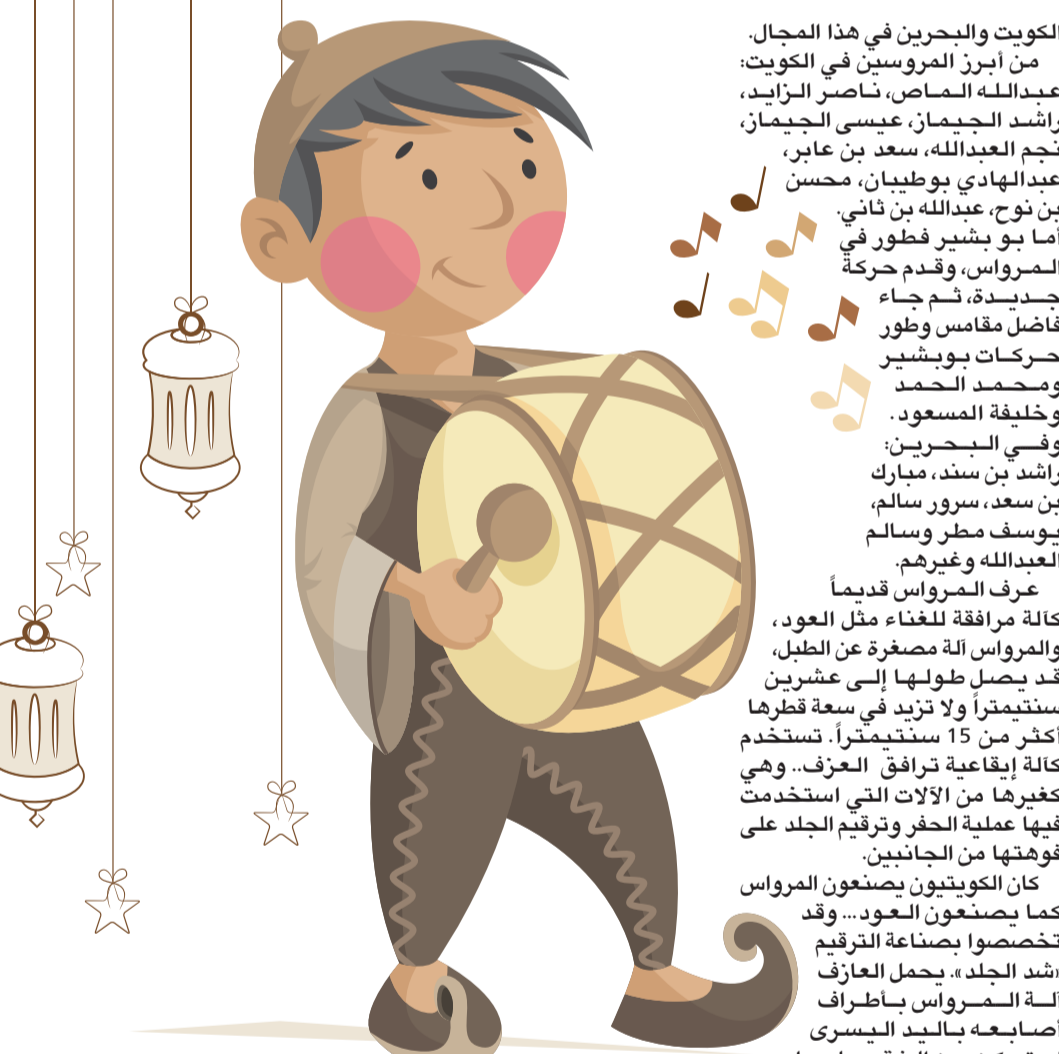 الكويت والبحرين في هذا المجال.
من أبرز المروسين في الكويت:
عبدالله الماص، ناصر الزايد،
راشد الجيماز، عيسى الجيماز،
نجم العبدالله، سعد بن عابر،
عبدالهادي بوطيبان، محسن
بن نوح، عبدالله بن ثاني.
أما بو بشير فطور في
المرواس، وقدم حركة
جديدة، ثم جاء
فاضل مقامس وطور
حركات بوبشير
ومحمد الحمد
وخليفة المسعود.
وفي البحرين:
راشد بن سند، مبارك
بن سعد، سرور سالم،
يوسف مطر وسالم
العبدالله وغيرهم.
عرف المرواس قديماً
كآلة مرافقة للغناء مثل العود،
والمرواس آلة مصغرة عن الطبل،
قد يصل طولها إلى عشرين
سنتيمتراً ولا تزيد في سعة قطرها
أكثر من 15 سنتيمتراً. تستخدم
كآلة إيقاعية ترافق العزف.. وهي
كغيرها من الآلات التي استخدمت
فيها عملية الحفر وترقيم الجلد على
فوهتها من الجانبين.
كان الكويتيون يصنعون المرواس
كما يصنعون العود... وقد
تخصصوا بصناعة الترقيم
«شد الجلد». يحمل العازف
آلة المرواس بأطراف
أصابعه باليد اليسرى